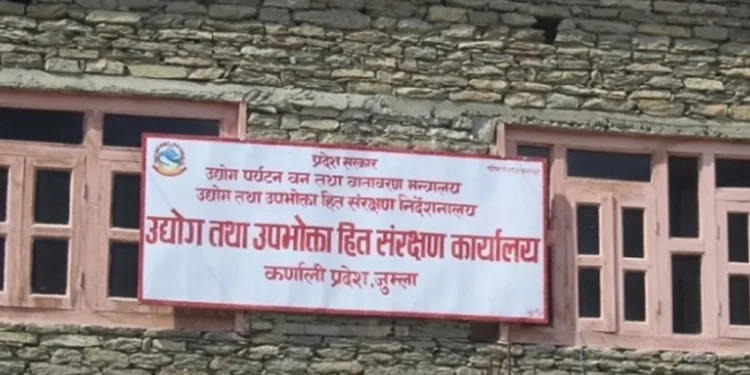 प्रदेश सरकार
उद्योग पर्यटन वन तथा वातावरण मन्त्रालय
उद्योग तथा उपभोक्ता हित संरक्षण निर्देशनालय
उद्योग तथा उपभोक्ता हित संरक्षण कार्यालय
कर्णाली प्रदेश,जुम्ला